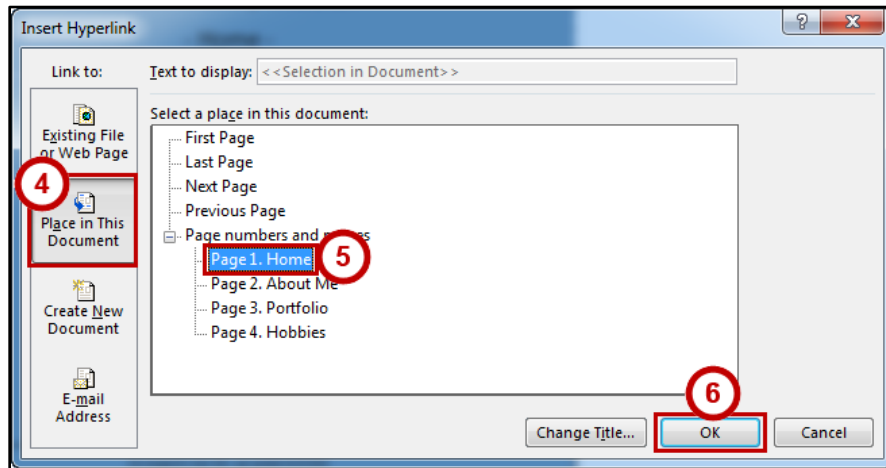 Insert Hyperlink
Link to:
Text to display: <<Selection in Document>>
Existing File
or Web Page
4
Place in This
Document
Create New
Document
E-mail
Address
Select a place in this document:
First Page
Last Page
Next Page
Previous Page
Page numbers and
Page 1. Home
5
Page 2. About Me
Page 3. Portfolio
Page 4. Hobbies
6
Change Title...
OK
Cancel